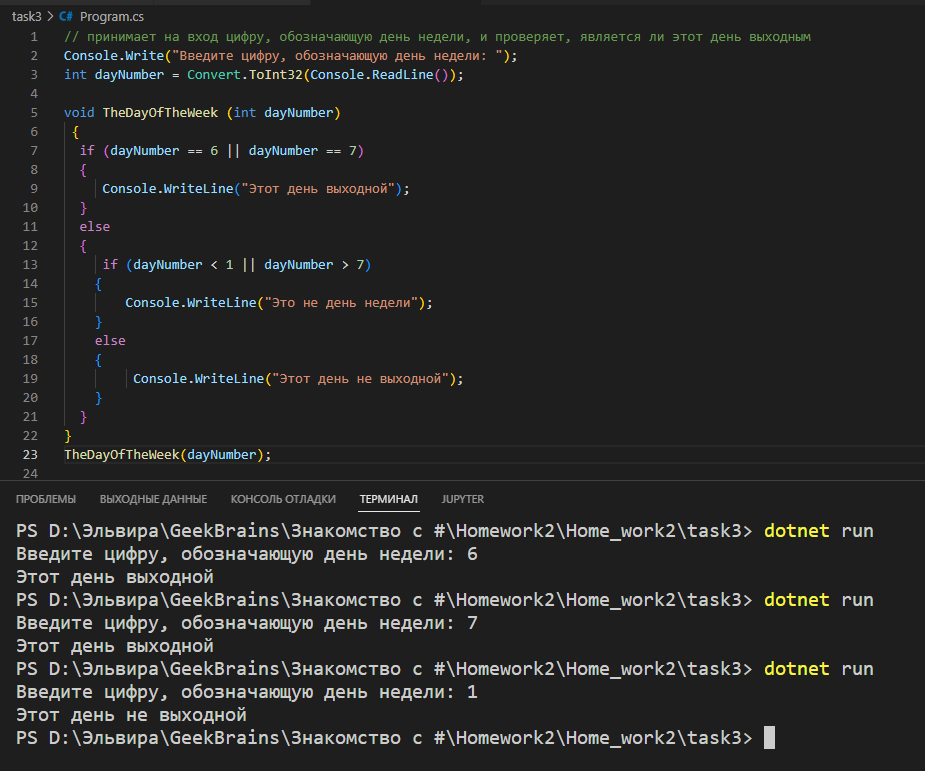 task3 > C# Program.cs
1 // принимает на вход цифру, обозначающую день недели, и проверяет, является ли этот день выходным
2 Console.Write("Введите цифру, обозначающую день недели: ");
3 int dayNumber = Convert.ToInt32(Console.ReadLine());
4
5 void TheDayOfTheWeek (int dayNumber)
6 {
7 if (dayNumber == 6 || dayNumber == 7)
8 {
9 Console.WriteLine("Этот день выходной");
10 }
11 else
12 {
13 if (dayNumber < 1 || dayNumber > 7)
14 {
15 Console.WriteLine("Это не день недели");
16 }
17 else
18 {
19 Console.WriteLine("Этот день не выходной");
20 }
21 }
22 }
23 TheDayOfTheWeek(dayNumber);
24
ПРОБЛЕМЫ ВЫХОДНЫЕ ДАННЫЕ КОНСОЛЬ ОТЛАДКИ ТЕРМИНАЛ JUPYTER
PS D:\Эльвира\GeekBrains\Знакомство с #\Homework2\Home_work2\task3> dotnet run
Введите цифру, обозначающую день недели: 6
Этот день выходной
PS D:\Эльвира\GeekBrains\Знакомство с #\Homework2\Home_work2\task3> dotnet run
Введите цифру, обозначающую день недели: 7
Этот день выходной
PS D:\Эльвира\GeekBrains\Знакомство с #\Homework2\Home_work2\task3> dotnet run
Введите цифру, обозначающую день недели: 1
Этот день не выходной
PS D:\Эльвира\GeekBrains\Знакомство с #\Homework2\Home_work2\task3>